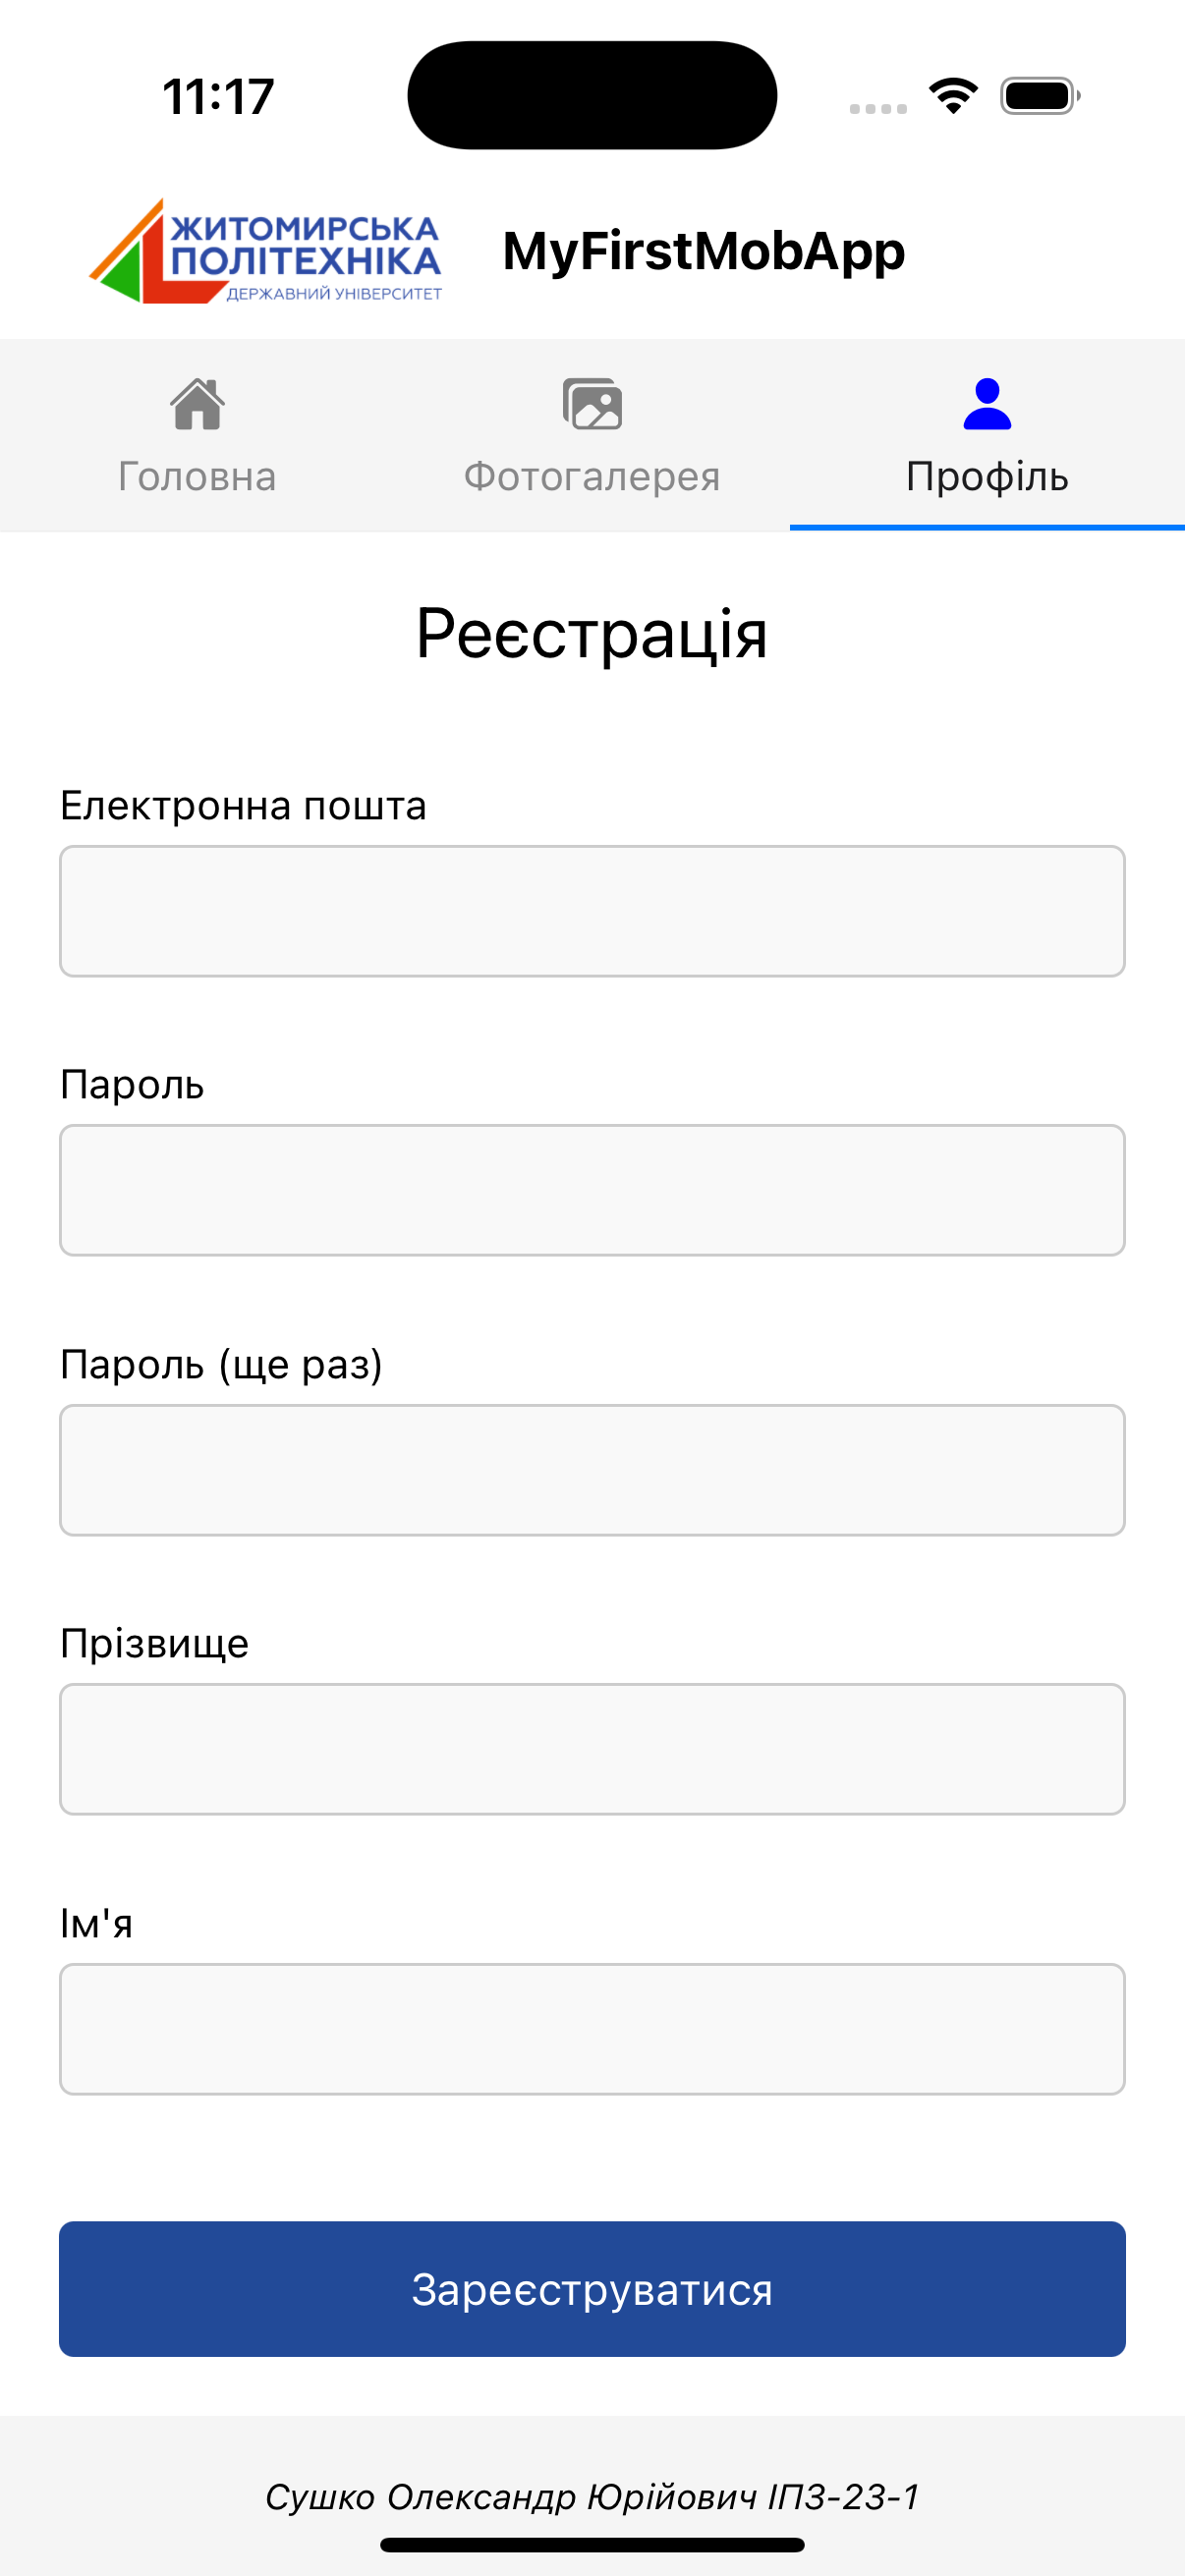 11:17
ЖИТОМИРСЬКА
ПОЛІТЕХНІКА
ДЕРЖАВНИЙ УНІВЕРСИТЕТ
MyFirstMobApp
Головна
Фотогалерея
Профіль
Реєстрація
Електронна пошта
Пароль
Пароль (ще раз)
Прізвище
Ім'я
Зареєструватися
Сушко Олександр Юрійович ІПЗ-23-1